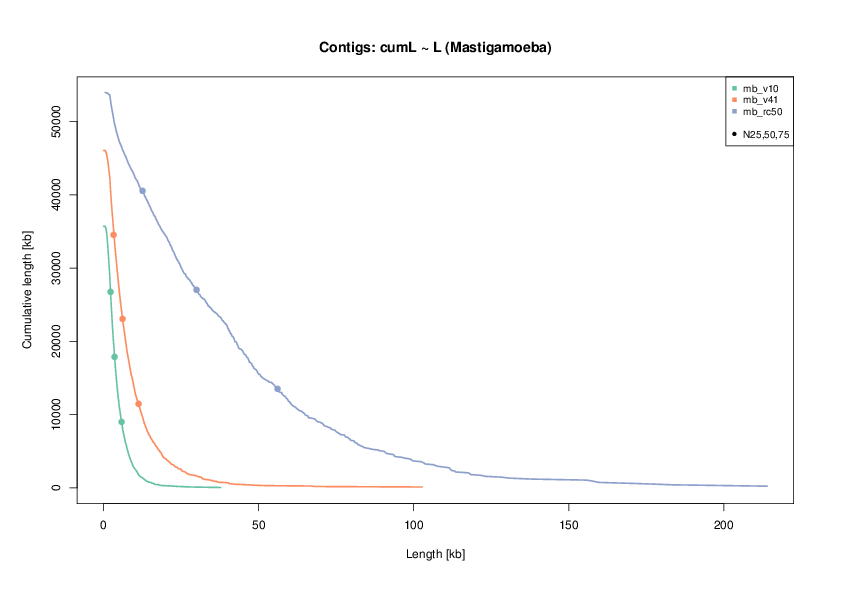 Contigs: cumL ~ L (Mastigamoeba)
mb_v10
mb_v41
mb_rc50
N25,50,75
Cumulative length [kb]
50000
40000
30000
20000
10000
0
0 50 100 150 200
Length [kb]